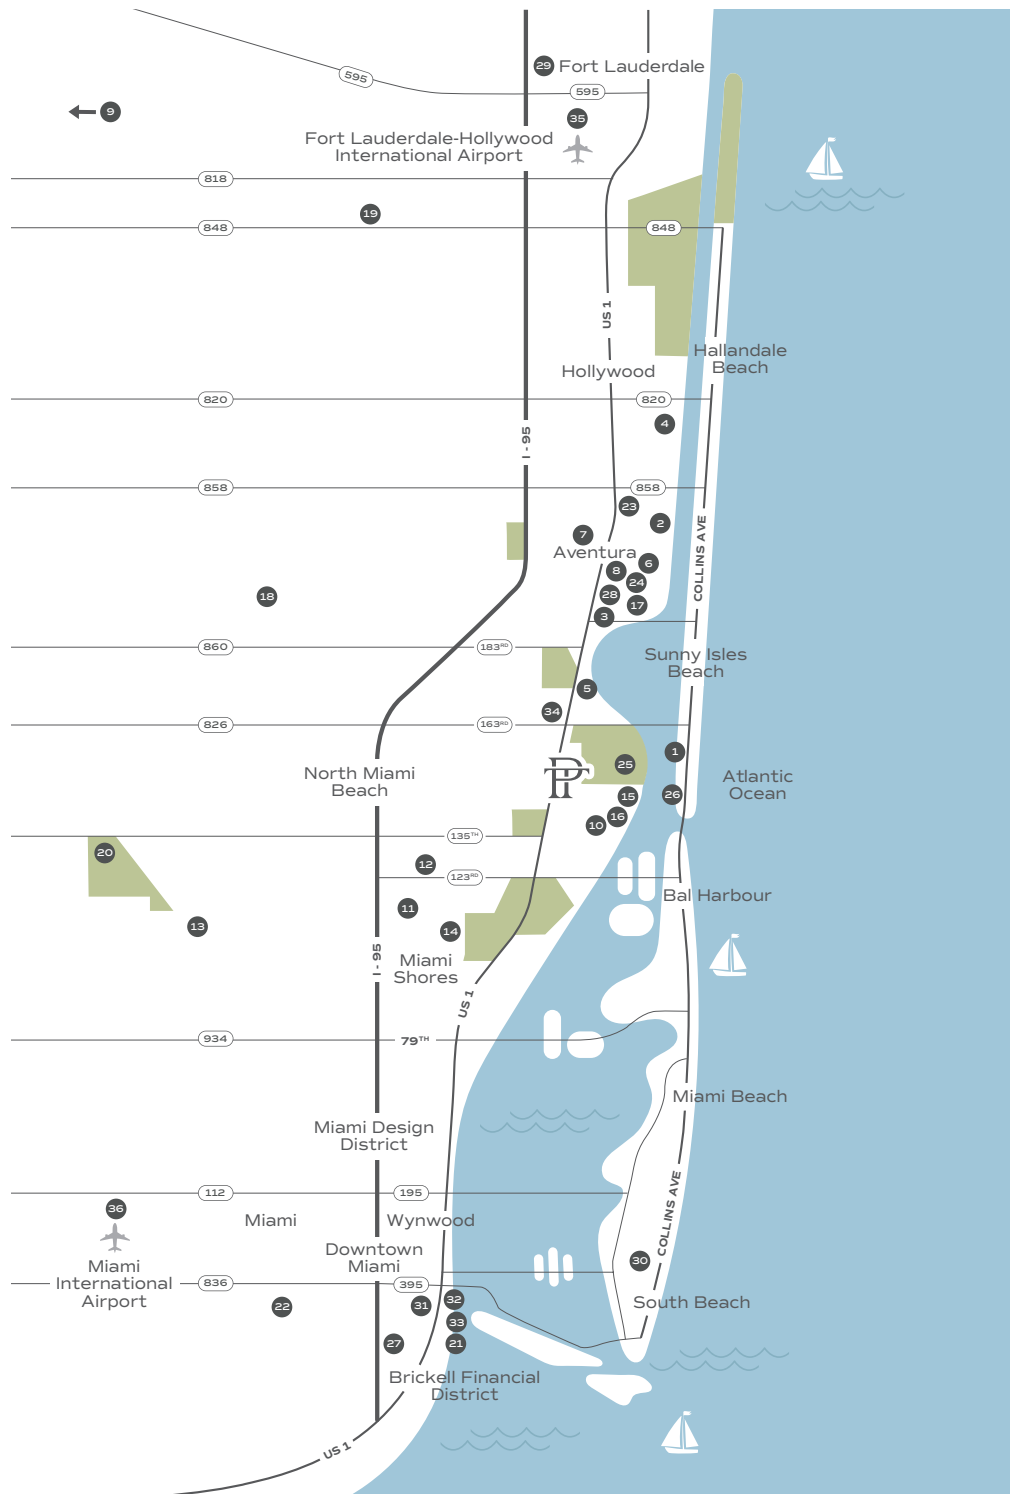 29 Fort Lauderdale
595
595
9
35
Fort Lauderdale-Hollywood
International Airport
818
19
848
848
US 1
Hallandale
Beach
Hollywood
820
820
4
I - 95
858
858
23
2
7
COLLINS AVE
Aventura
6
8
24
28
17
18
3
860
183RD
Sunny Isles
Beach
5
34
826
163RD
1
25
North Miami
Beach
Atlantic
Ocean
15
26
16
10
135TH
20
12
123RD
Bal Harbour
11
13
14
I - 95
Miami
Shores
US 1
934
79TH
Miami Beach
Miami Design
District
112
195
36
Miami
Wynwood
COLLINS AVE
Downtown
Miami
30
Miami
International
Airport
836
395
32
31
22
South Beach
33
27
21
Brickell Financial
District
US 1